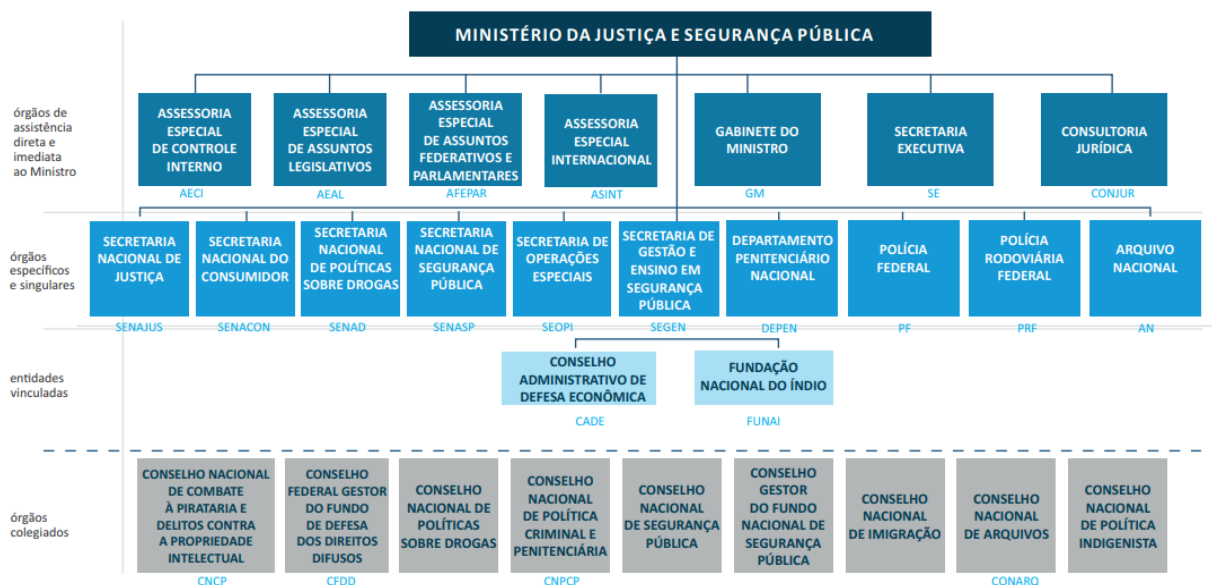 MINISTÉRIO DA JUSTIÇA E SEGURANÇA PÚBLICA
órgãos de
assistência
direta e
imediata
ao Ministro
ASSESSORIA
ESPECIAL
DE CONTROLE
INTERNO
AECI
ASSESSORIA
ESPECIAL
DE ASSUNTOS
LEGISLATIVOS
AEAL
ASSESSORIA
ESPECIAL
DE ASSUNTOS
FEDERATIVOS E
PARLAMENTARES
AFEPAR
ASSESSORIA
ESPECIAL
INTERNACIONAL
ASINT
GABINETE DO
MINISTRO
GM
SECRETARIA
EXECUTIVA
SE
CONSULTORIA
JURÍDICA
CONJUR
órgãos
específicos
e singulares
SECRETARIA
NACIONAL DE
JUSTIÇA
SENAJUS
SECRETARIA
NACIONAL DO
CONSUMIDOR
SENACON
SECRETARIA
NACIONAL
DE POLÍTICAS
SOBRE DROGAS
SENAD
SECRETARIA
NACIONAL DE
SEGURANÇA
PÚBLICA
SENASP
SECRETARIA DE
OPERAÇÕES
ESPECIAIS
SEOPI
SECRETARIA DE
GESTÃO E
ENSINO EM
SEGURANÇA
PÚBLICA
SEGEN
DEPARTAMENTO
PENITENCIÁRIO
NACIONAL
DEPEN
POLÍCIA
FEDERAL
PF
POLÍCIA
RODOVIÁRIA
FEDERAL
PRF
ARQUIVO
NACIONAL
AN
entidades
vinculadas
CONSELHO
ADMINISTRATIVO DE
DEFESA ECONÔMICA
CADE
FUNDAÇÃO
NACIONAL DO ÍNDIO
FUNAI
órgãos
colegiados
CONSELHO NACIONAL
DE COMBATE
À PIRATARIA E
DELITOS CONTRA
A PROPRIEDADE
INTELECTUAL
CNCP
CONSELHO
FEDERAL GESTOR
DO FUNDO
DE DEFESA
DOS DIREITOS
DIFUSOS
CFDD
CONSELHO
NACIONAL
DE POLÍTICAS
SOBRE DROGAS
CONSELHO
NACIONAL
DE POLÍTICA
CRIMINAL E
PENITENCIÁRIA
CNPCP
CONSELHO
NACIONAL
DE SEGURANÇA
PÚBLICA
CONSELHO
GESTOR
DO FUNDO
NACIONAL DE
SEGURANÇA
PÚBLICA
CONSELHO
NACIONAL
DE IMIGRAÇÃO
CONSELHO
NACIONAL
DE ARQUIVOS
CONARQ
CONSELHO
NACIONAL
DE POLÍTICA
INDIGENISTA